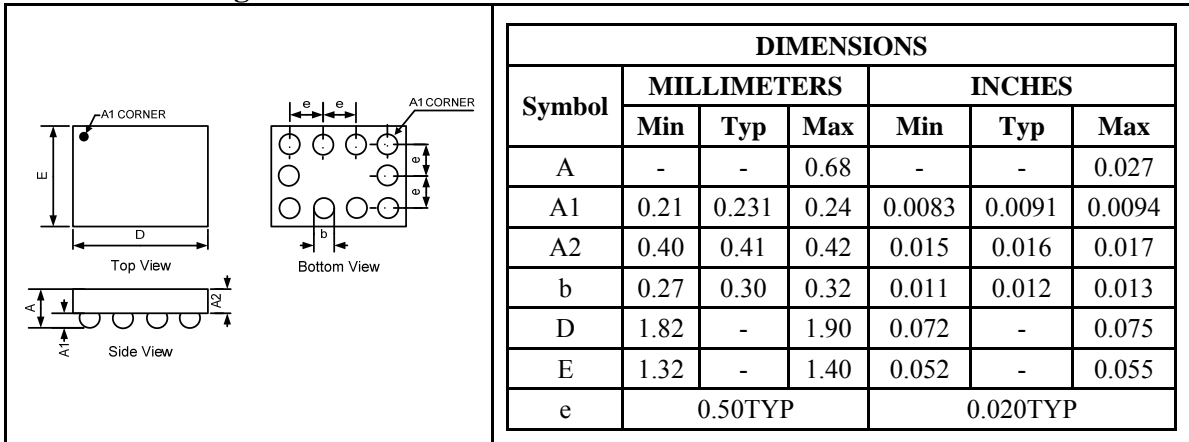 A1 CORNER
E
D
Top View
e e
A1 CORNER
e
e
b
Bottom View
A
A1
A2
Side View
DIMENSIONS
Symbol MILLIMETERS INCHES
Min Typ Max Min Typ Max
A - - 0.68 - - 0.027
A1 0.21 0.231 0.24 0.0083 0.0091 0.0094
A2 0.40 0.41 0.42 0.015 0.016 0.017
b 0.27 0.30 0.32 0.011 0.012 0.013
D 1.82 - 1.90 0.072 - 0.075
E 1.32 - 1.40 0.052 - 0.055
e 0.50TYP 0.020TYP